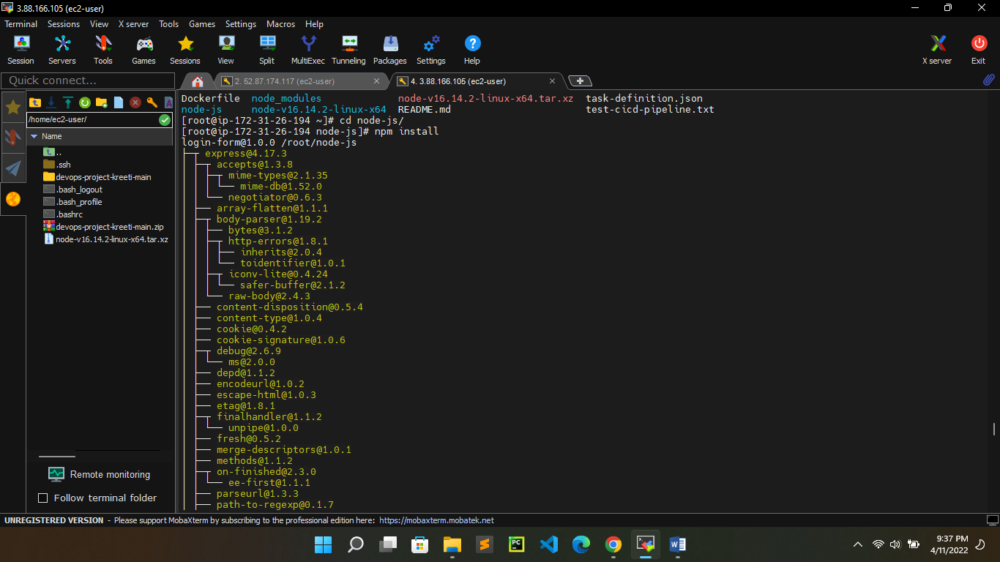 3.88.166.105 (ec2-user)
Terminal Sessions View X server Tools Games Settings Macros Help
Session Servers Tools Games Sessions View Split MultiExec Tunneling Packages Settings Help X server Exit
Quick connect...
2. 52.87.174.117 (ec2-user)
4. 3.88.166.105 (ec2-user)
/home/ec2-user/
Name
..
.ssh
devops-project-kreeti-main
.bash_logout
.bash_profile
.bashrc
devops-project-kreeti-main.zip
node-v16.14.2-linux-x64.tar.xz
Remote monitoring
Follow terminal folder
Dockerfile node_modules node-v16.14.2-linux-x64.tar.xz task-definition.json
node-js node-v16.14.2-linux-x64 README.md test-cicd-pipeline.txt
[root@ip-172-31-26-194 ~]# cd node-js/
[root@ip-172-31-26-194 node-js]# npm install
login-form@1.0.0 /root/node-js
├─┬ express@4.17.3
│ ├─┬ accepts@1.3.8
│ │ ├─┬ mime-types@2.1.35
│ │ │ └── mime-db@1.52.0
│ │ └── negotiator@0.6.3
│ ├── array-flatten@1.1.1
│ ├─┬ body-parser@1.19.2
│ │ ├── bytes@3.1.2
│ │ ├─┬ http-errors@1.8.1
│ │ │ ├── inherits@2.0.4
│ │ │ └── toidentifier@1.0.1
│ │ ├─┬ iconv-lite@0.4.24
│ │ │ └── safer-buffer@2.1.2
│ │ └── raw-body@2.4.3
│ ├── content-disposition@0.5.4
│ ├── content-type@1.0.4
│ ├── cookie@0.4.2
│ ├── cookie-signature@1.0.6
│ ├─┬ debug@2.6.9
│ │ └── ms@2.0.0
│ ├── depd@1.1.2
│ ├── encodeurl@1.0.2
│ ├── escape-html@1.0.3
│ ├── etag@1.8.1
│ ├─┬ finalhandler@1.1.2
│ │ └── unpipe@1.0.0
│ ├── fresh@0.5.2
│ ├── merge-descriptors@1.0.1
│ ├── methods@1.1.2
│ ├─┬ on-finished@2.3.0
│ │ └── ee-first@1.1.1
│ ├── parseurl@1.3.3
│ ├── path-to-regexp@0.1.7
UNREGISTERED VERSION - Please support MobaXterm by subscribing to the professional edition here: https://mobaxterm.mobatek.net
PC
9:37 PM
4/11/2022